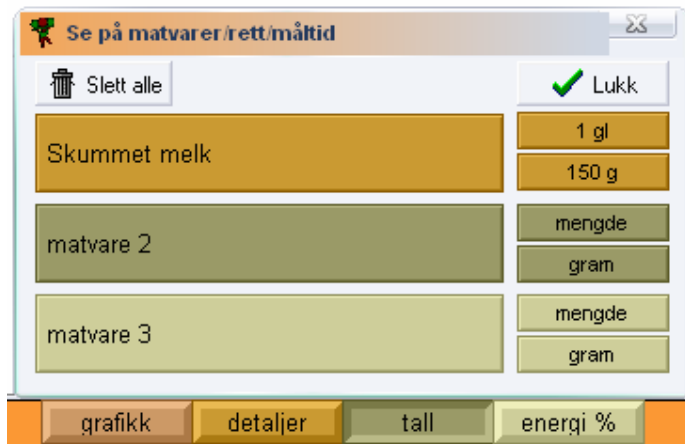 Se på matvarer/rett/måltid
Slett alle
Lukk
Skummet melk
1 gl
150 g
matvare 2
mengde
gram
matvare 3
mengde
gram
grafikk
detaljer
tall
energi %